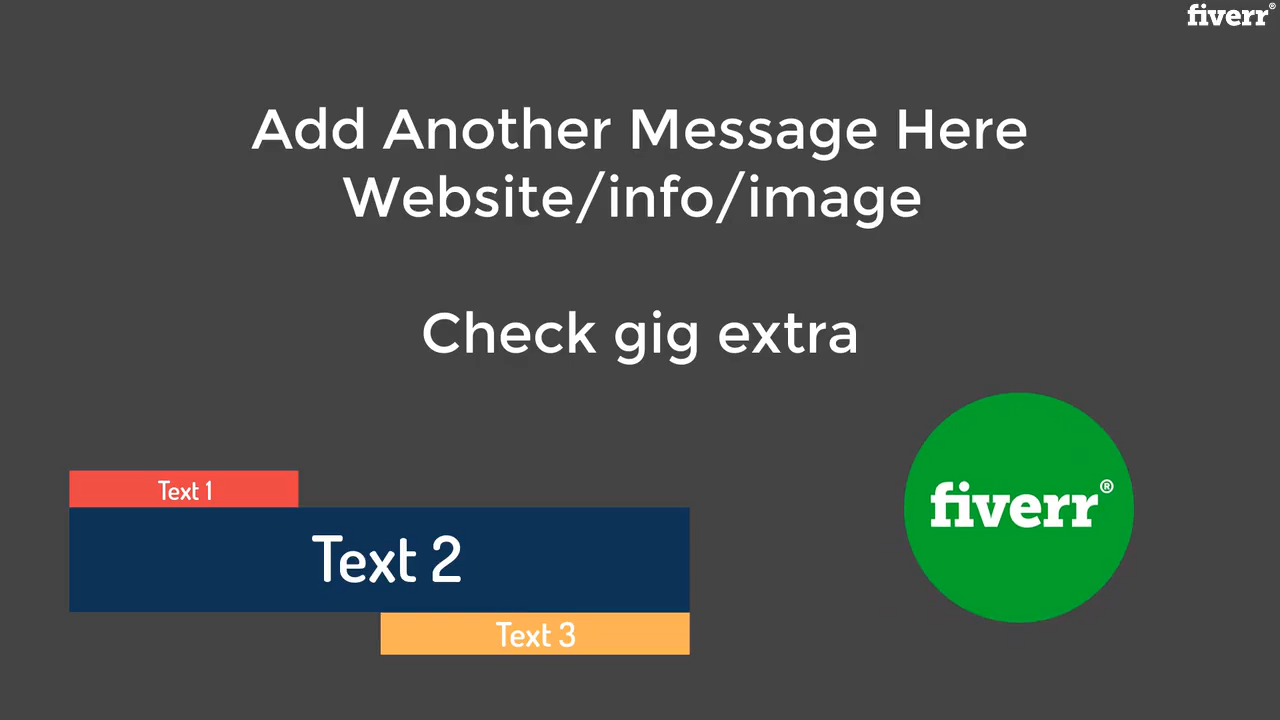 fiverr®
Add Another Message Here
Website/info/image
Check gig extra
Text 1
Text 2
Text 3
fiverr®